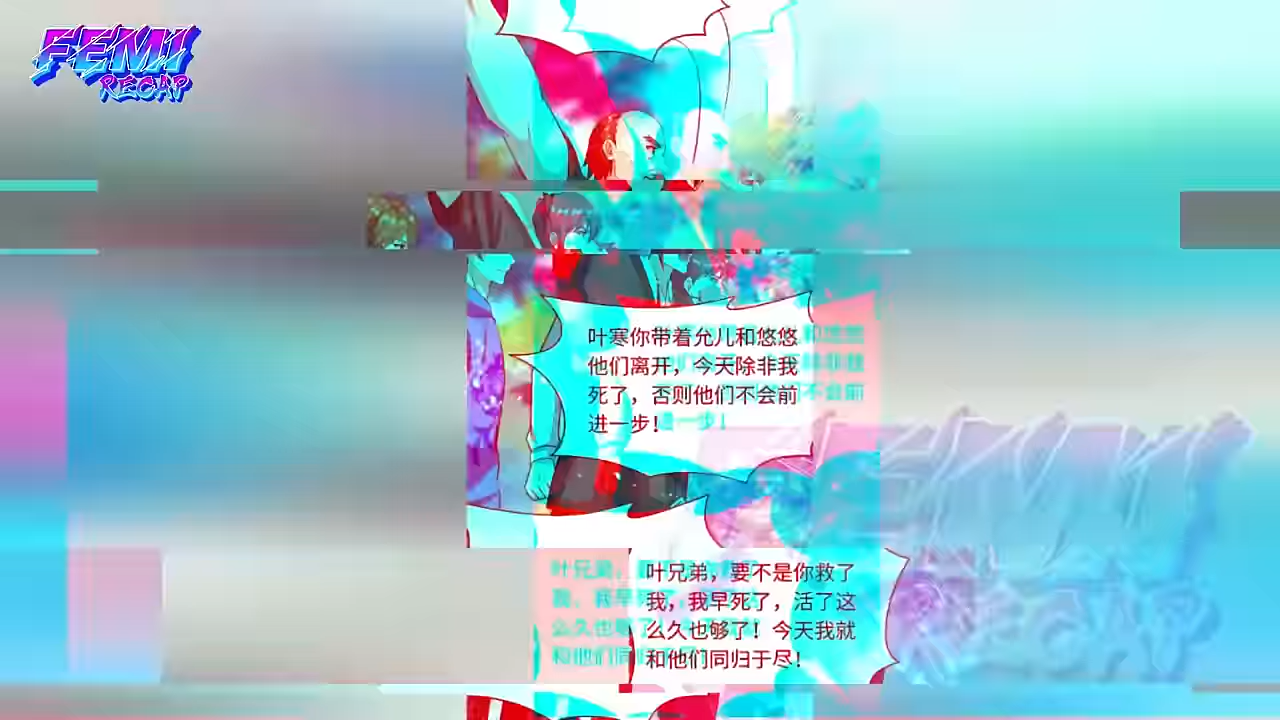 FEMI
RECAP
叶寒你带着允儿和悠悠
他们离开，今天除非我
死了，否则他们不会前
进一步！
叶兄弟，要不是你救了
我，我早死了，活了这
么久也够了！今天我就
和他们同归于尽！
FEMI
RECAP